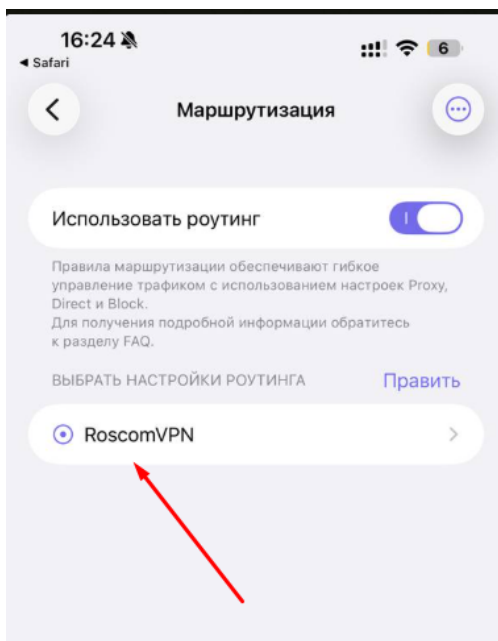 16:24
6
◀ Safari
Маршрутизация
Использовать роутинг
Правила маршрутизации обеспечивают гибкое
управление трафиком с использованием настроек Proxy,
Direct и Block.
Для получения подробной информации обратитесь
к разделу FAQ.
ВЫБРАТЬ НАСТРОЙКИ РОУТИНГА
Править
RoscomVPN